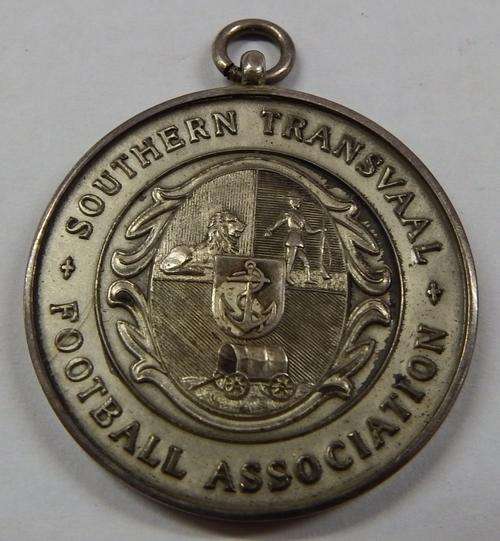 SOUTHERN TRANSVAAL
FOOTBALL ASSOCIATION